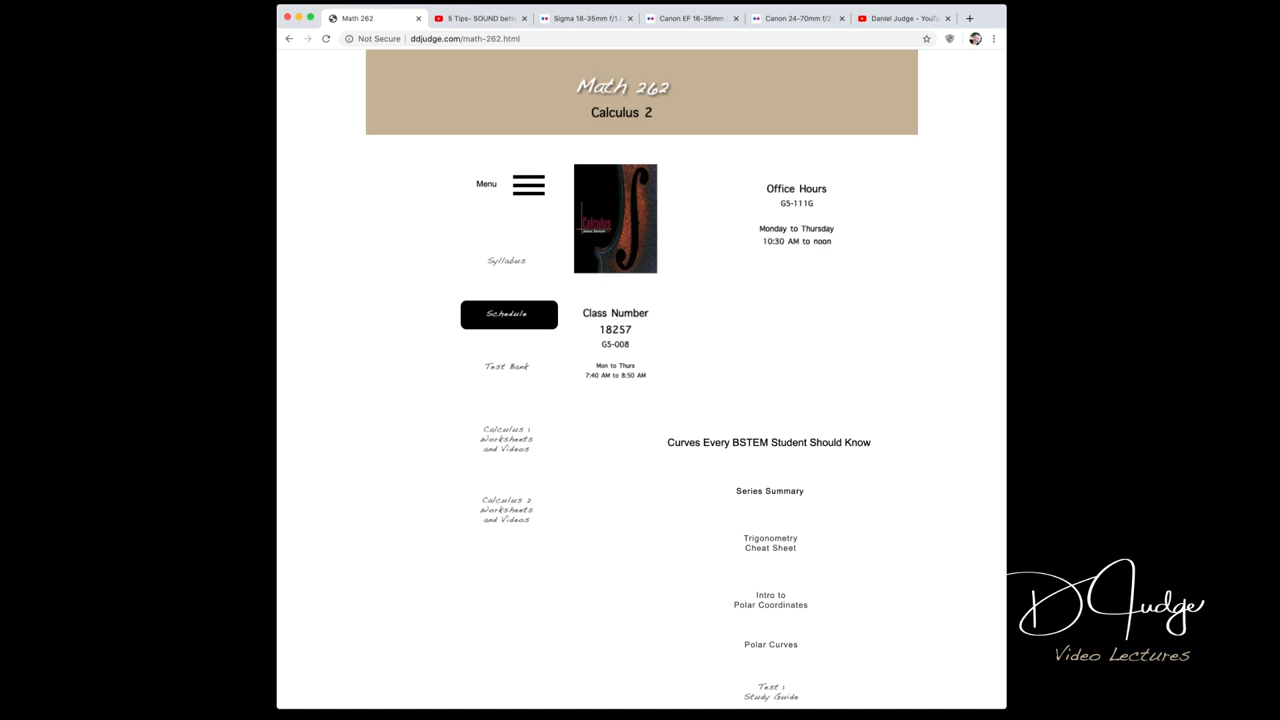 Math 262
5 Tips- SOUND bett
Sigma 18-35mm f/1.
Canon EF 16-35mm
Canon 24-70mm f/2
Daniel Judge - YouT
Not Secure
ddjudge.com/math-262.html
Math 262
Calculus 2
Menu
Calculus
James Stewart
Office Hours
G5-111G
Monday to Thursday
10:30 AM to noon
Syllabus
Schedule
Class Number
18257
G5-008
Mon to Thurs
7:40 AM to 8:50 AM
Test Bank
Calculus 1
Worksheets
and Videos
Calculus 2
Worksheets
and Videos
Curves Every BSTEM Student Should Know
Series Summary
Trigonometry
Cheat Sheet
Intro to
Polar Coordinates
Polar Curves
Test 1
Study Guide
DJudge
Video Lectures